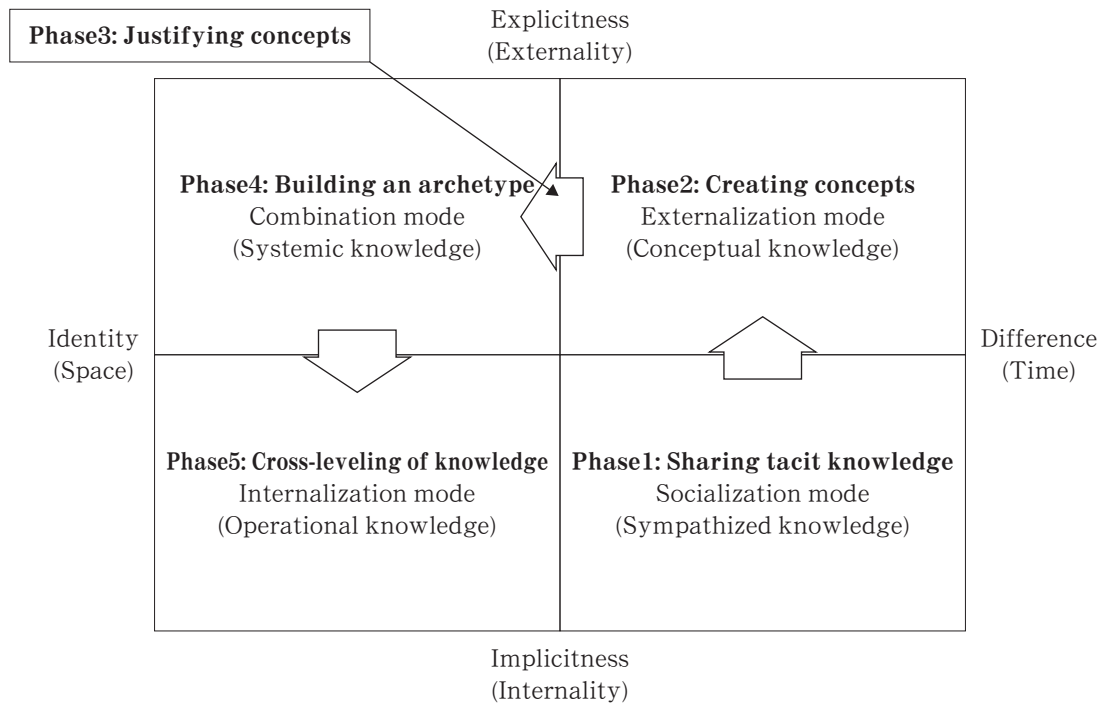 Explicitness
(Externality)
Phase3: Justifying concepts
Phase4: Building an archetype
Combination mode
(Systemic knowledge)
Phase2: Creating concepts
Externalization mode
(Conceptual knowledge)
Identity
(Space)
Difference
(Time)
Phase5: Cross-leveling of knowledge
Internalization mode
(Operational knowledge)
Phase1: Sharing tacit knowledge
Socialization mode
(Sympathized knowledge)
Implicitness
(Internality)